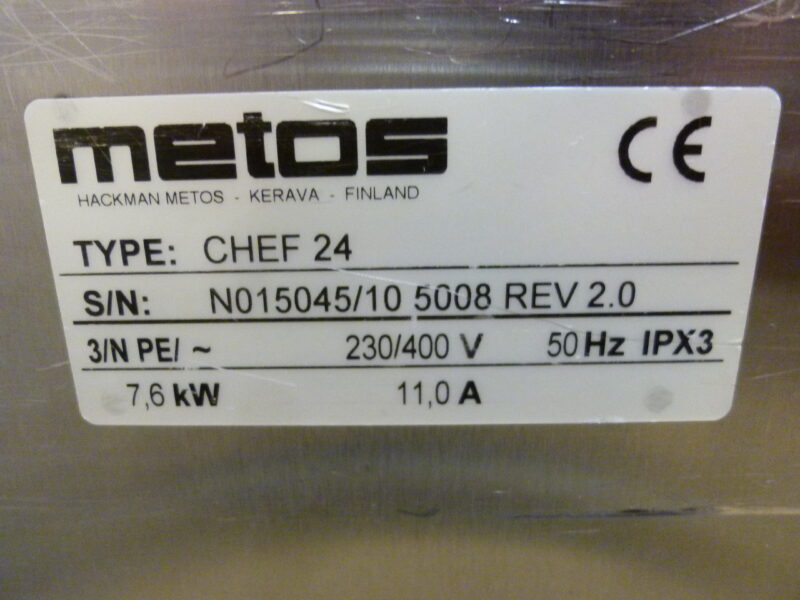 metos
CE
HACKMAN METOS - KERAVA - FINLAND
TYPE: CHEF 24
S/N: N015045/10 5008 REV 2.0
3/N PE/ ~ 230/400 V 50 Hz IPX3
7,6 kW 11,0 A